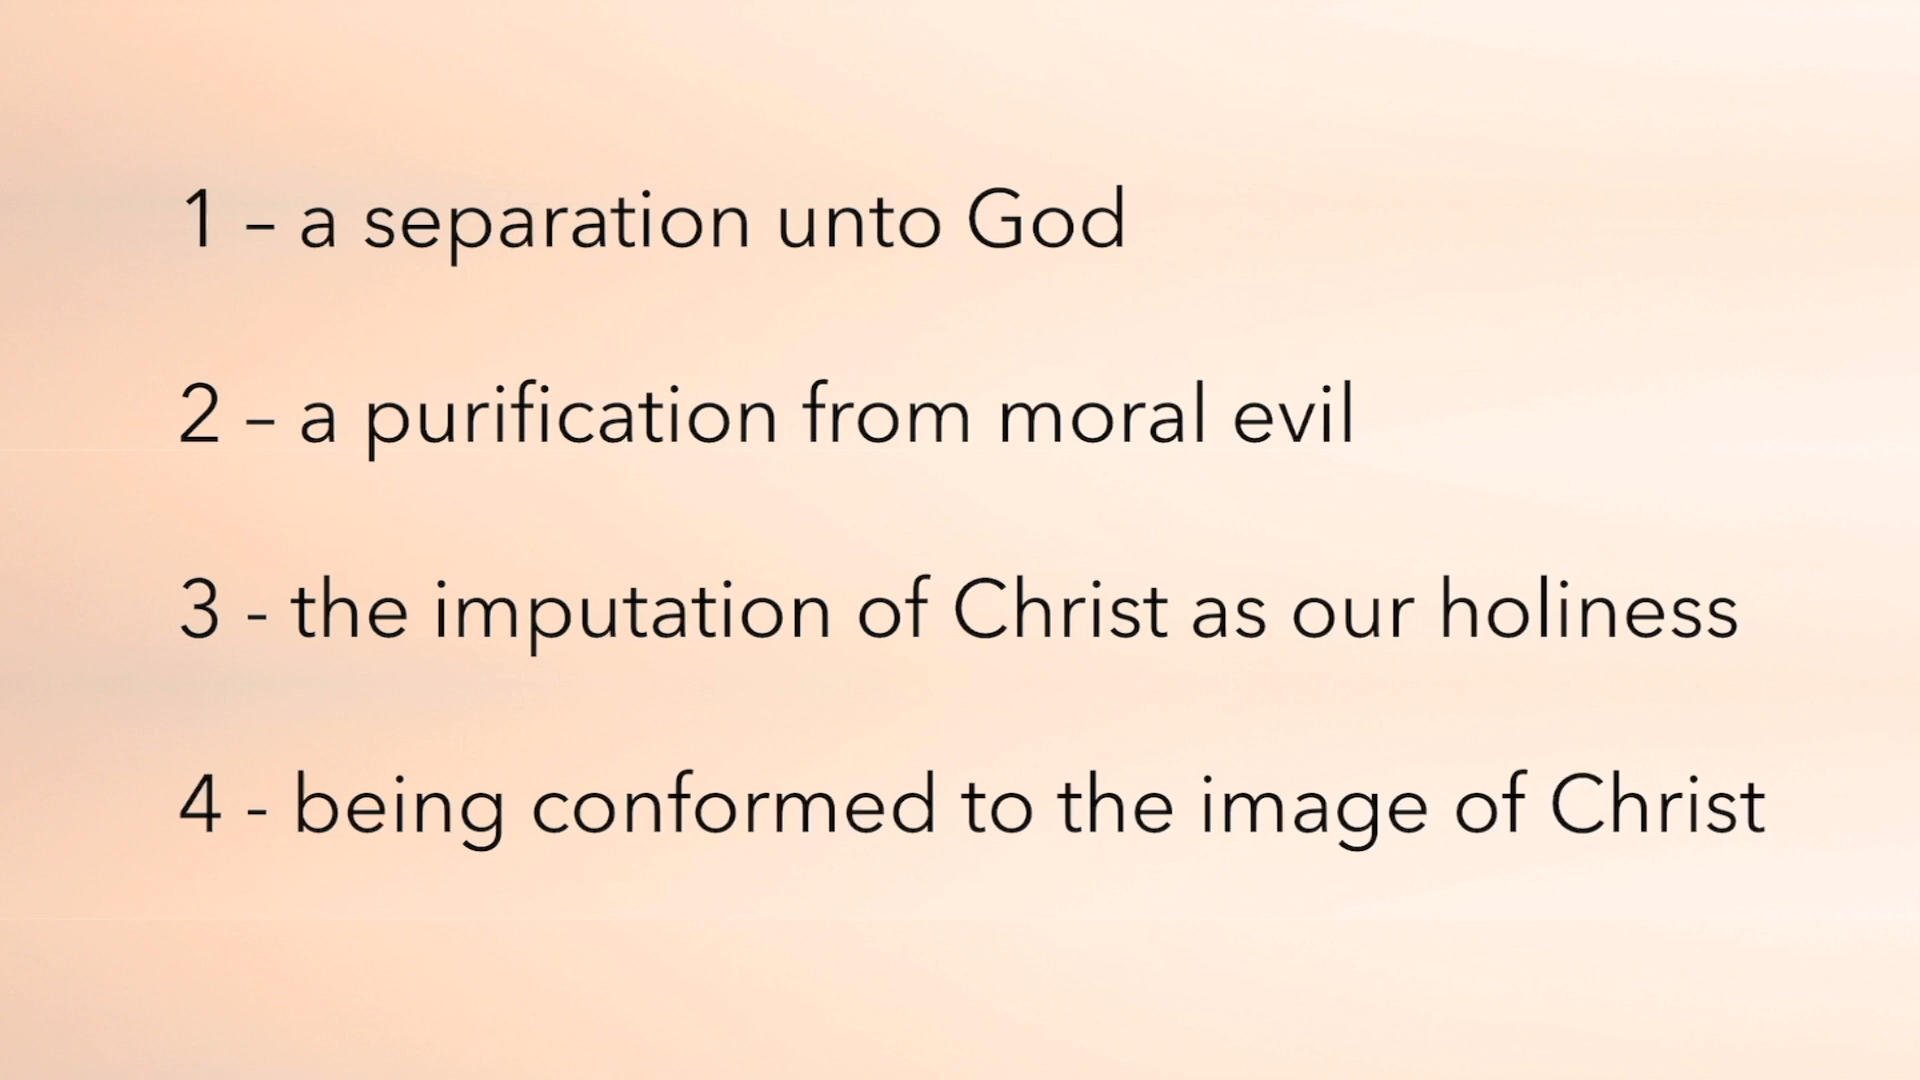 1 – a separation unto God
2 – a purification from moral evil
3 - the imputation of Christ as our holiness
4 - being conformed to the image of Christ